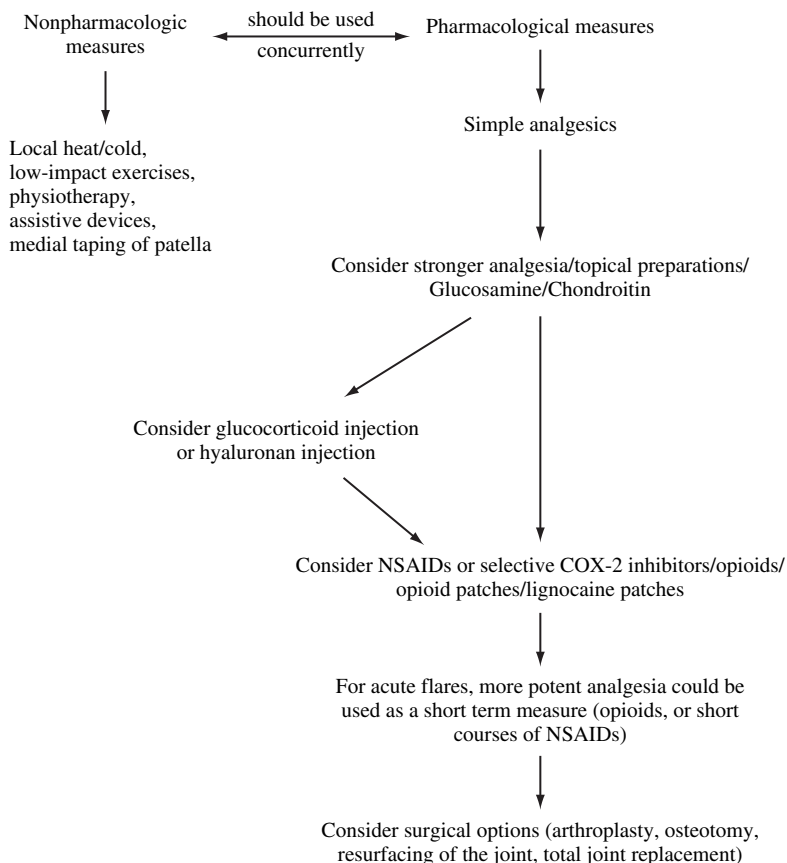 Nonpharmacologic
measures
should be used
concurrently
Pharmacological measures
Local heat/cold,
low-impact exercises,
physiotherapy,
assistive devices,
medial taping of patella
Simple analgesics
Consider stronger analgesia/topical preparations/
Glucosamine/Chondroitin
Consider glucocorticoid injection
or hyaluronan injection
Consider NSAIDs or selective COX-2 inhibitors/opioids/
opioid patches/lignocaine patches
For acute flares, more potent analgesia could be
used as a short term measure (opioids, or short
courses of NSAIDs)
Consider surgical options (arthroplasty, osteotomy,
resurfacing of the joint, total joint replacement)